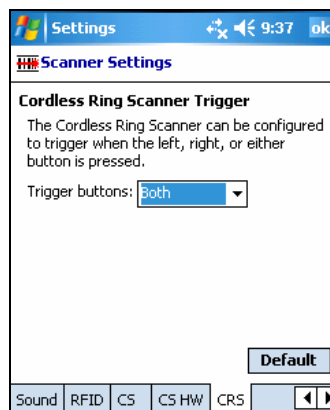 Settings 9:37 ok
Scanner Settings
Cordless Ring Scanner Trigger
The Cordless Ring Scanner can be configured
to trigger when the left, right, or either
button is pressed.
Trigger buttons: Both
Default
Sound RFID CS CS HW CRS